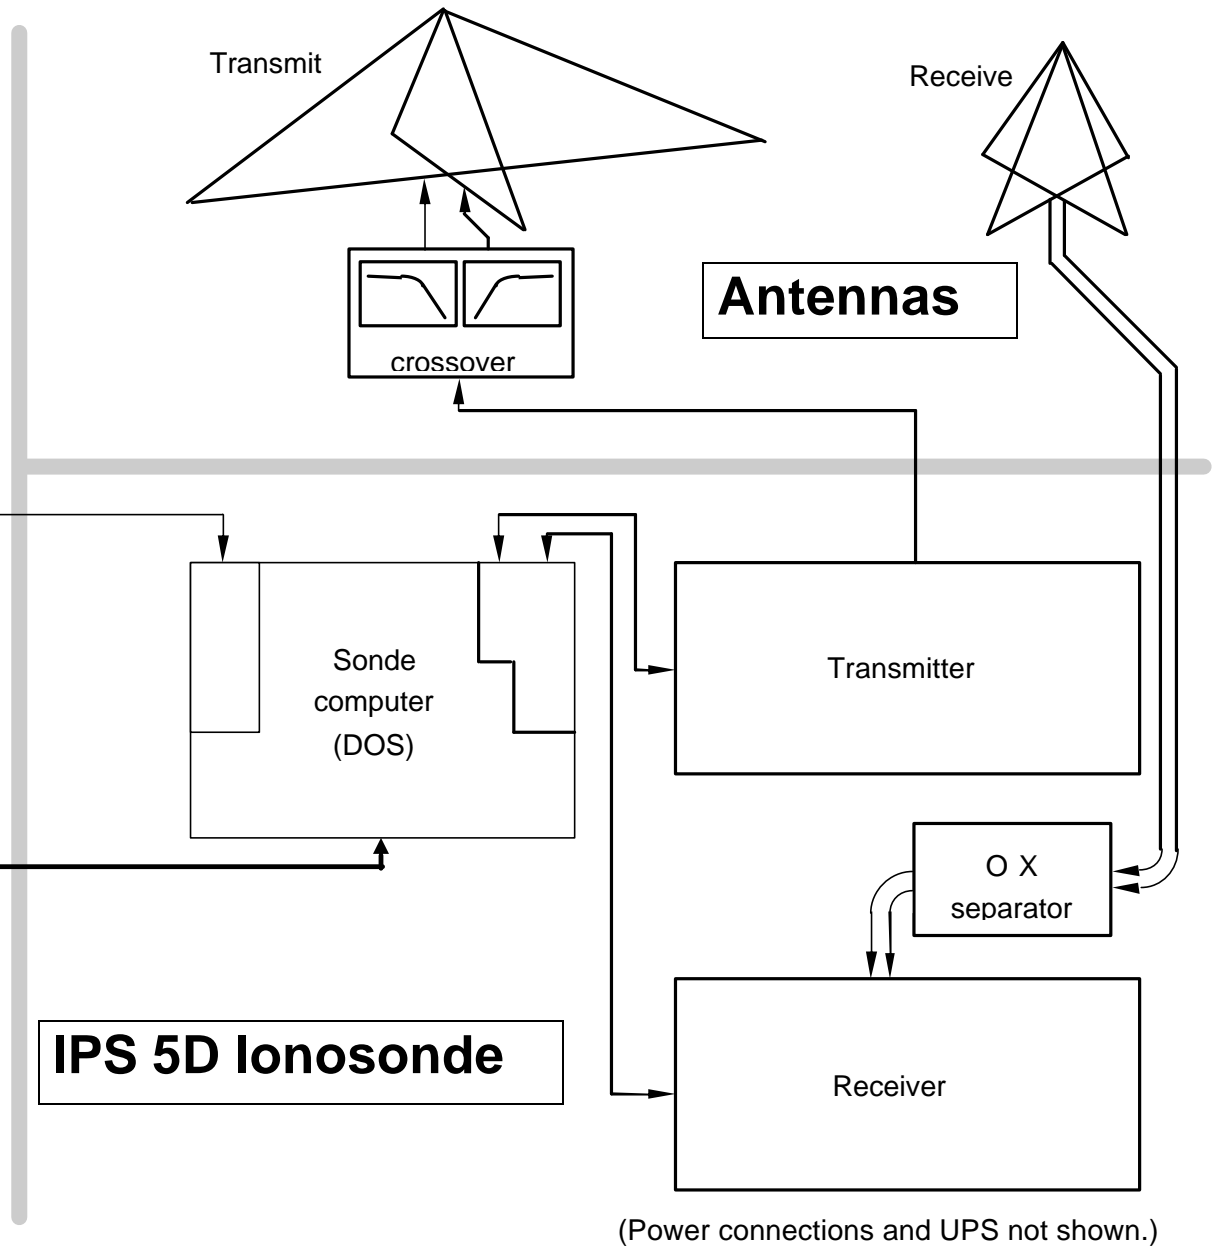 Transmit
Receive
Antennas
crossover
Sonde
computer
(DOS)
Transmitter
O X
separator
IPS 5D Ionosonde
Receiver
(Power connections and UPS not shown.)